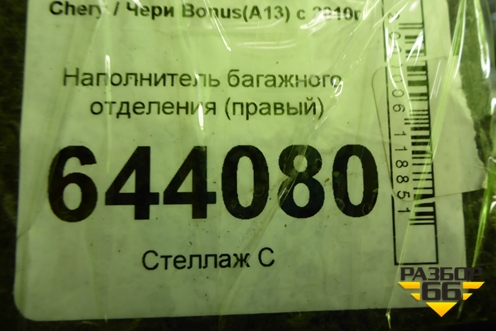 Chery / Чери Bonus(A13) с 2010г
Наполнитель багажного
отделения (правый)
644080
Стеллаж С
РАЗБОР
66